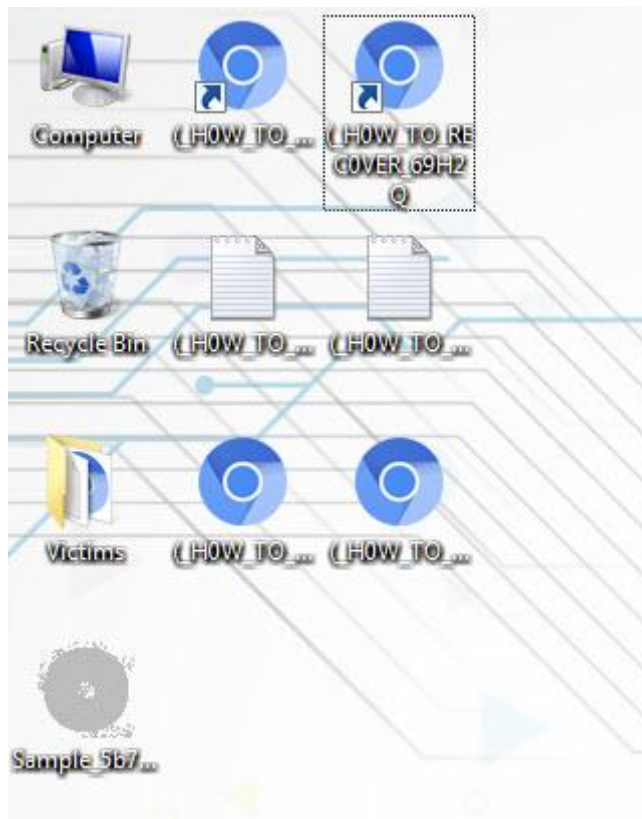 Computer
(_H0W_TO_...
(_H0W_TO_RE
C0VER_69H2
Q
Recycle Bin
(_H0W_TO_...
(_H0W_TO_...
Victims
(_H0W_TO_...
(_H0W_TO_...
Sample_5b7...